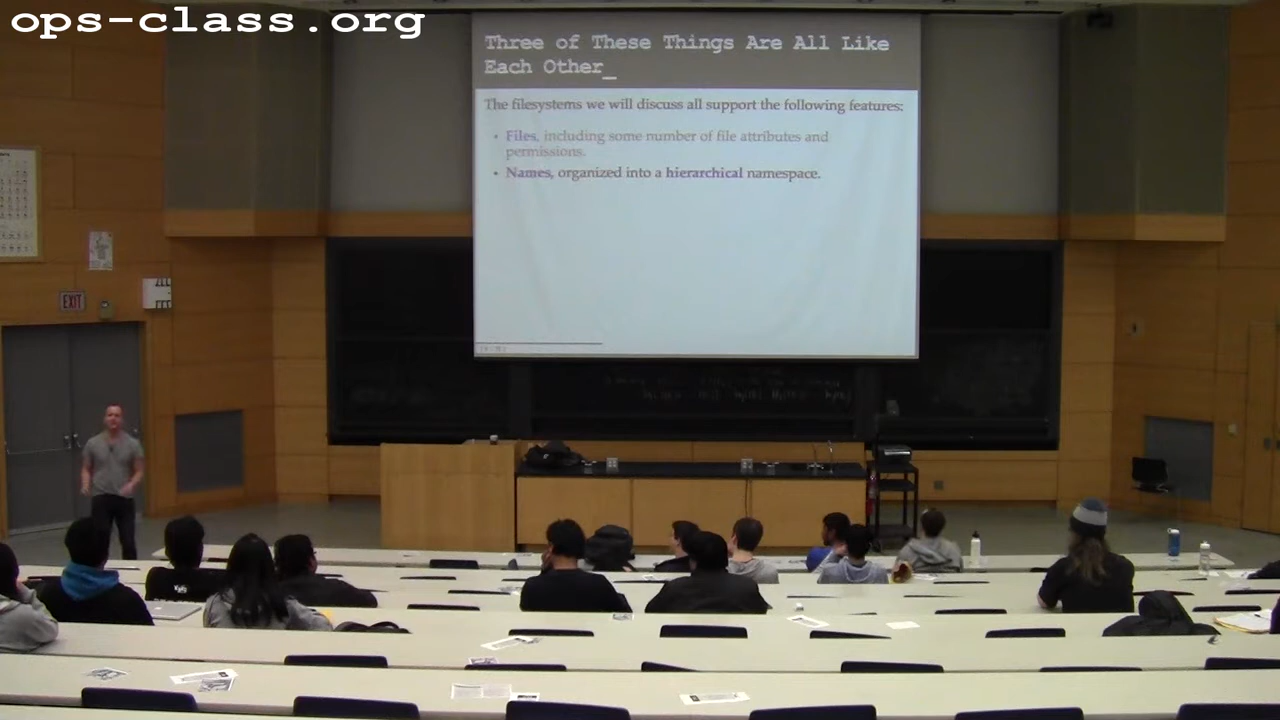 ops-class.org
Three of These Things Are All Like
Each Other_
The filesystems we will discuss all support the following features:
• Files, including some number of file attributes and
permissions.
• Names, organized into a hierarchical namespace.
EXIT